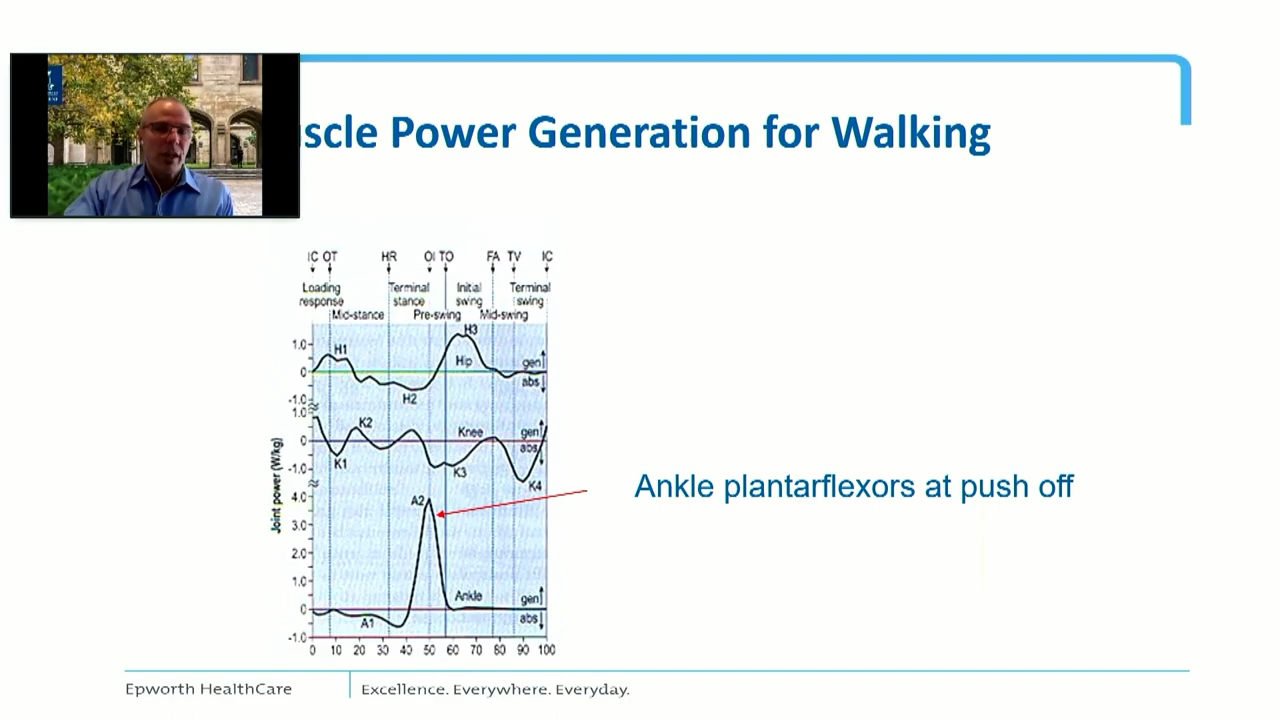 scle Power Generation for Walking
IC OT HR OI TO FA TV IC
Loading response
Terminal stance
Initial swing
Terminal swing
Mid-stance Pre-swing Mid-swing
1.0
0
-1.0
H1
H2
H3
Hip
gen
abs
1.0
0
-1.0
K1
K2
K3
K4
Knee
gen
abs
Joint power (W/kg)
4.0
3.0
2.0
1.0
0
-1.0
A2
A1
Ankle
gen
abs
0 10 20 30 40 50 60 70 80 90 100
Ankle plantarflexors at push off
Epworth HealthCare
Excellence. Everywhere. Everyday.